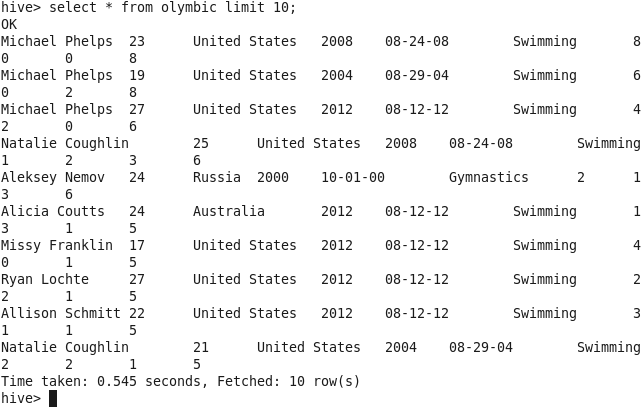 hive> select * from olymbic limit 10;
OK
Michael Phelps  23      United States   2008    08-24-08        Swimming        8
0       0       8
Michael Phelps  19      United States   2004    08-29-04        Swimming        6
0       2       8
Michael Phelps  27      United States   2012    08-12-12        Swimming        4
2       0       6
Natalie Coughlin        25      United States   2008    08-24-08        Swimming
1       2       3       6
Aleksey Nemov   24      Russia  2000    10-01-00        Gymnastics      2       1
3       6
Alicia Coutts   24      Australia       2012    08-12-12        Swimming        1
3       1       5
Missy Franklin  17      United States   2012    08-12-12        Swimming        4
0       1       5
Ryan Lochte     27      United States   2012    08-12-12        Swimming        2
2       1       5
Allison Schmitt 22      United States   2012    08-12-12        Swimming        3
1       1       5
Natalie Coughlin        21      United States   2004    08-29-04        Swimming
2       2       1       5
Time taken: 0.545 seconds, Fetched: 10 row(s)
hive>